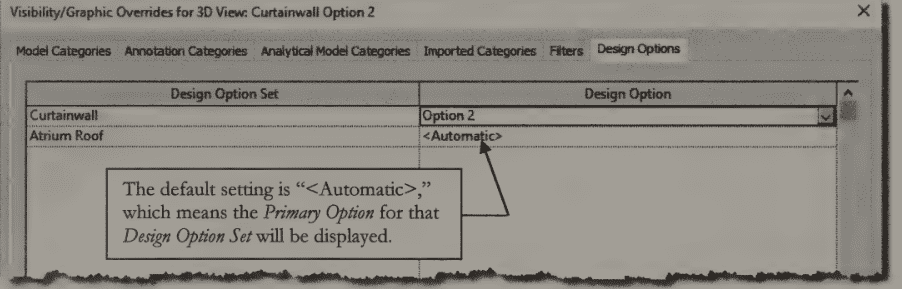 Visibility/Graphic Overrides for 3D View: Curtainwall Option 2
Model Categories Annotation Categories Analytical Model Categories Imported Categories Filters Design Options
Design Option Set Design Option
Curtainwall Option 2
Atrium Roof <Automatic>
The default setting is “<Automatic>,”
which means the Primary Option for that
Design Option Set will be displayed.